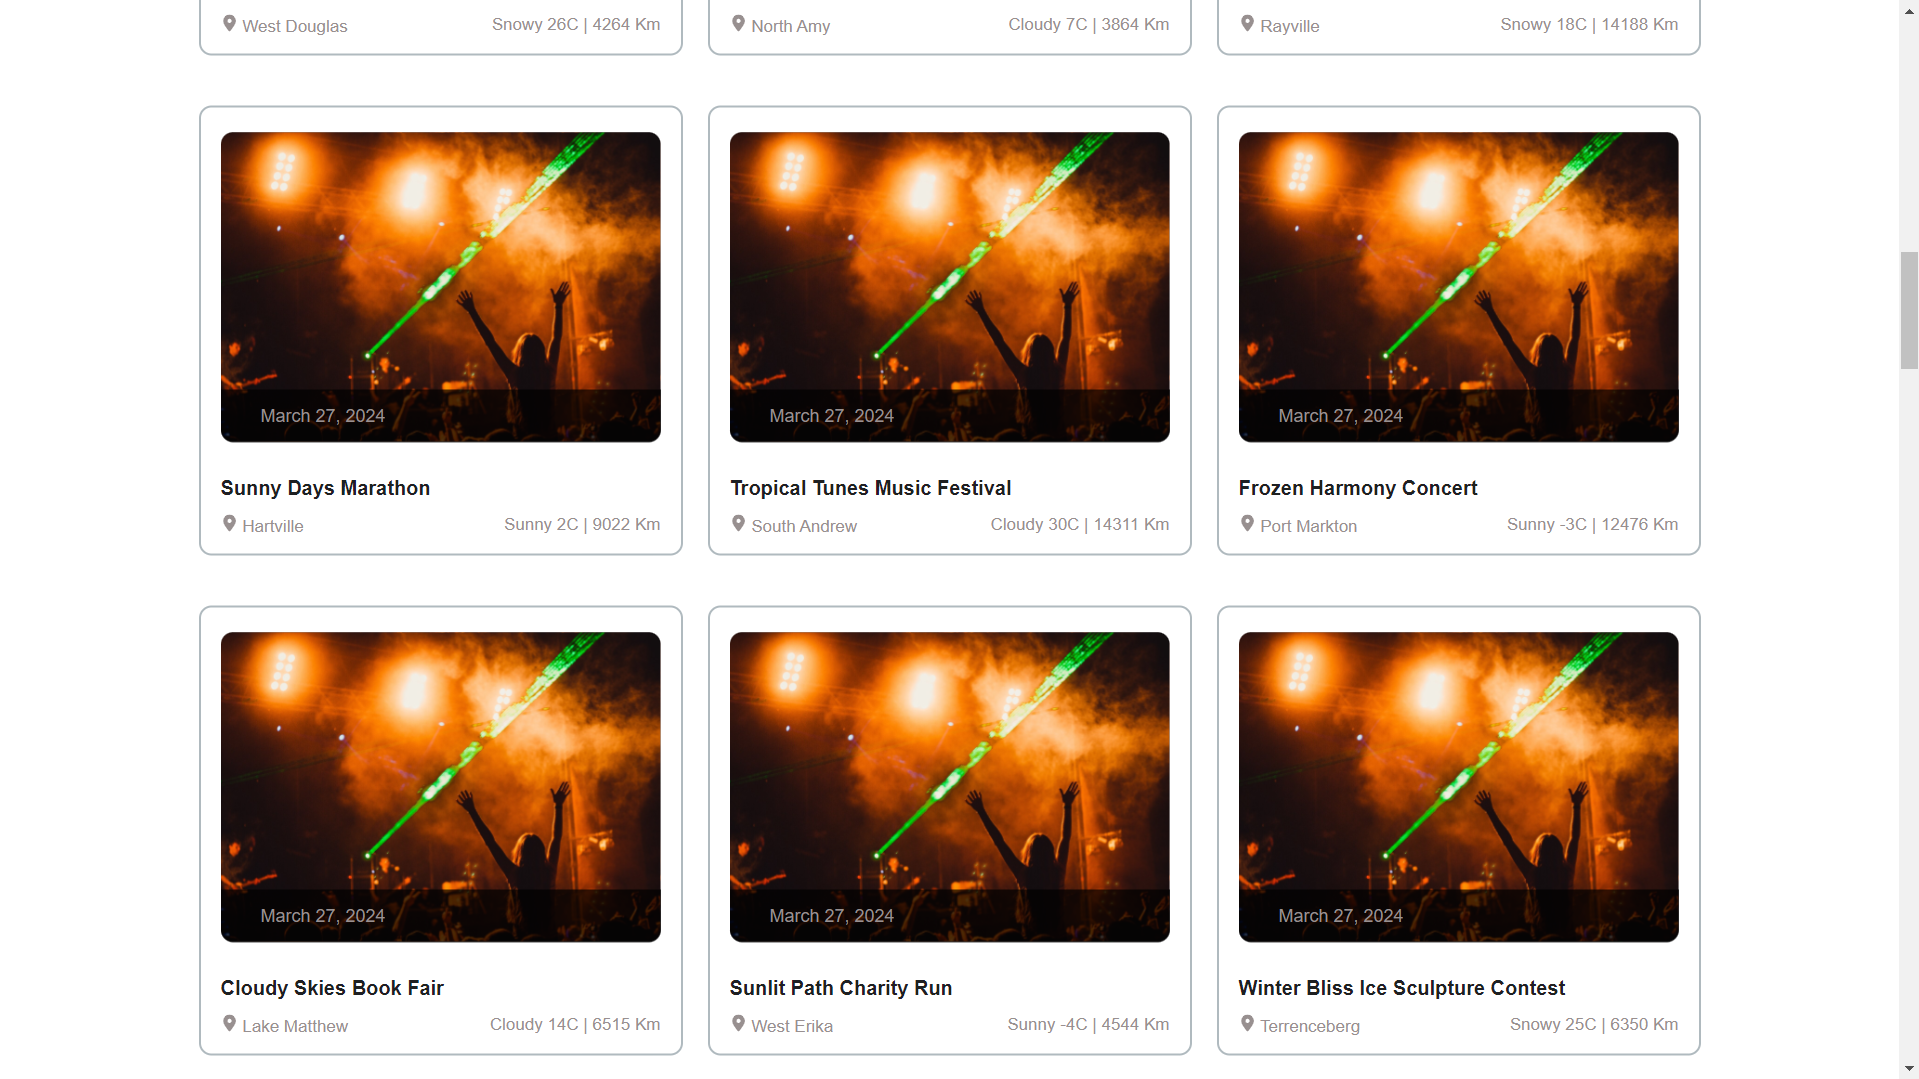 West Douglas Snowy 26C | 4264 Km
North Amy Cloudy 7C | 3864 Km
Rayville Snowy 18C | 14188 Km
March 27, 2024
Sunny Days Marathon
Hartville Sunny 2C | 9022 Km
March 27, 2024
Tropical Tunes Music Festival
South Andrew Cloudy 30C | 14311 Km
March 27, 2024
Frozen Harmony Concert
Port Markton Sunny -3C | 12476 Km
March 27, 2024
Cloudy Skies Book Fair
Lake Matthew Cloudy 14C | 6515 Km
March 27, 2024
Sunlit Path Charity Run
West Erika Sunny -4C | 4544 Km
March 27, 2024
Winter Bliss Ice Sculpture Contest
Terrenceberg Snowy 25C | 6350 Km